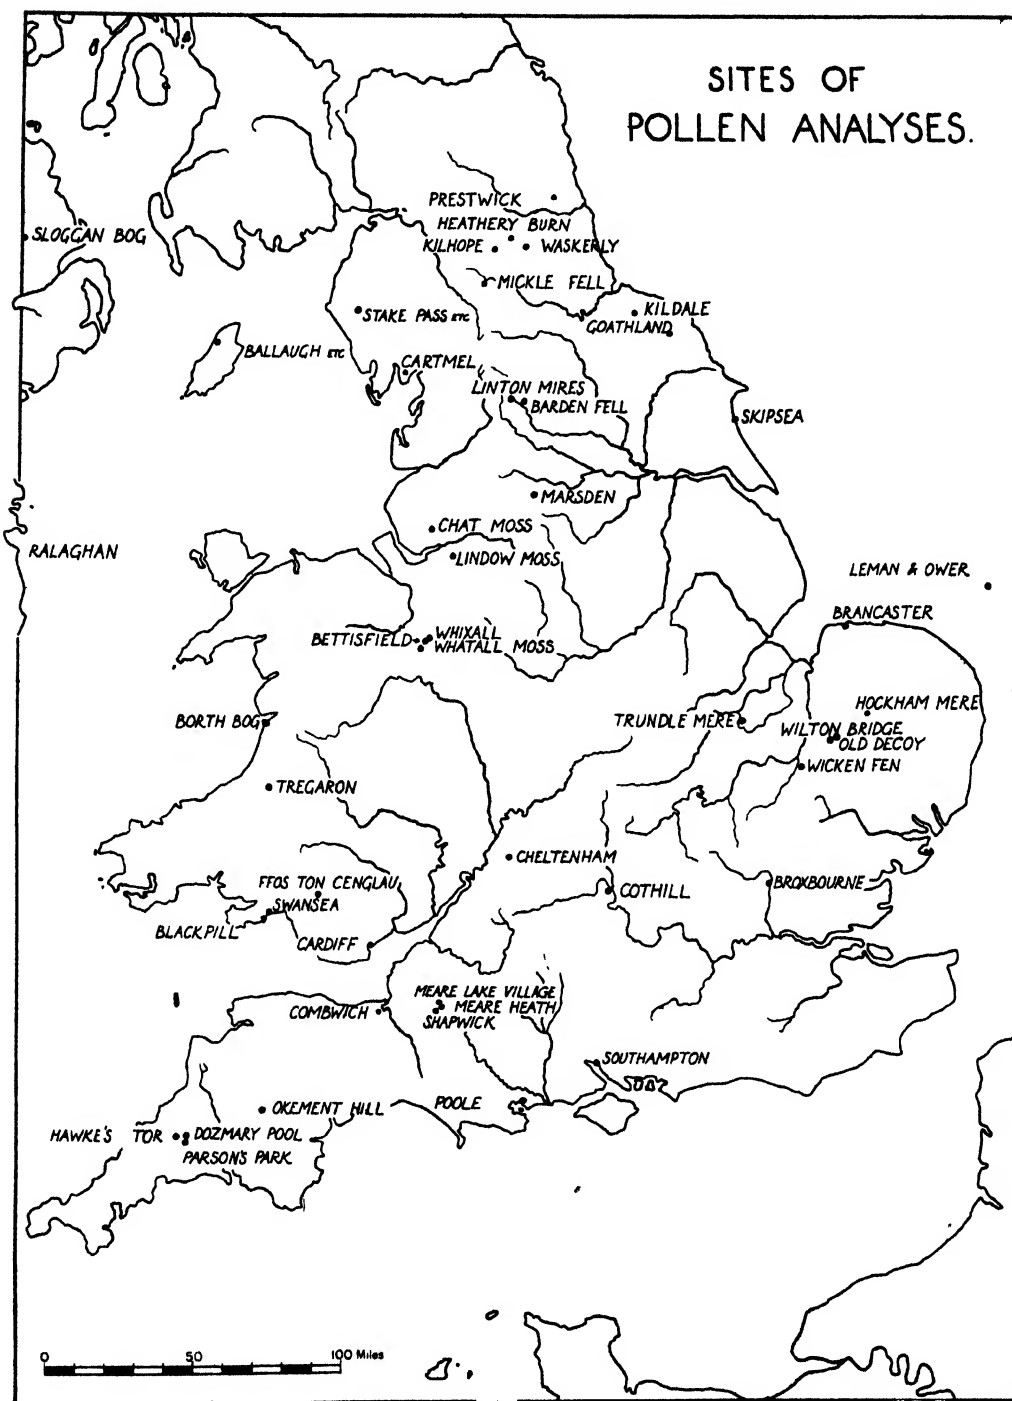 SITES OF
POLLEN ANALYSES.
PRESTWICK
HEATHERY BURN
KILHOPE
WASKERLY
SLOGGAN BOG
MICKLE FELL
KILDALE
STAKE PASS ETC
GOATHLAND
BALLAUGH ETC
CARTMEL
LINTON MIRES
BARDEN FELL
SKIPSEA
MARSDEN
CHAT MOSS
RALAGHAN
LINDOW MOSS
LEMAN & OWER
BRANCASTER
BETTISFIELD
WHIXALL
WHATALL MOSS
HOCKHAM MERE
BORTH BOG
TRUNDLE MERE
WILTON BRIDGE
OLD DECOY
WICKEN FEN
TREGARON
CHELTENHAM
FFOS TON CENGLAU
COTHILL
BROXBOURNE
SWANSEA
BLACKPILL
CARDIFF
MEARE LAKE VILLAGE
MEARE HEATH
COMBWICH
SHAPWICK
SOUTHAMPTON
OKEMENT HILL
POOLE
HAWKE'S TOR
DOZMARY POOL
PARSON'S PARK
0 50 100 Miles